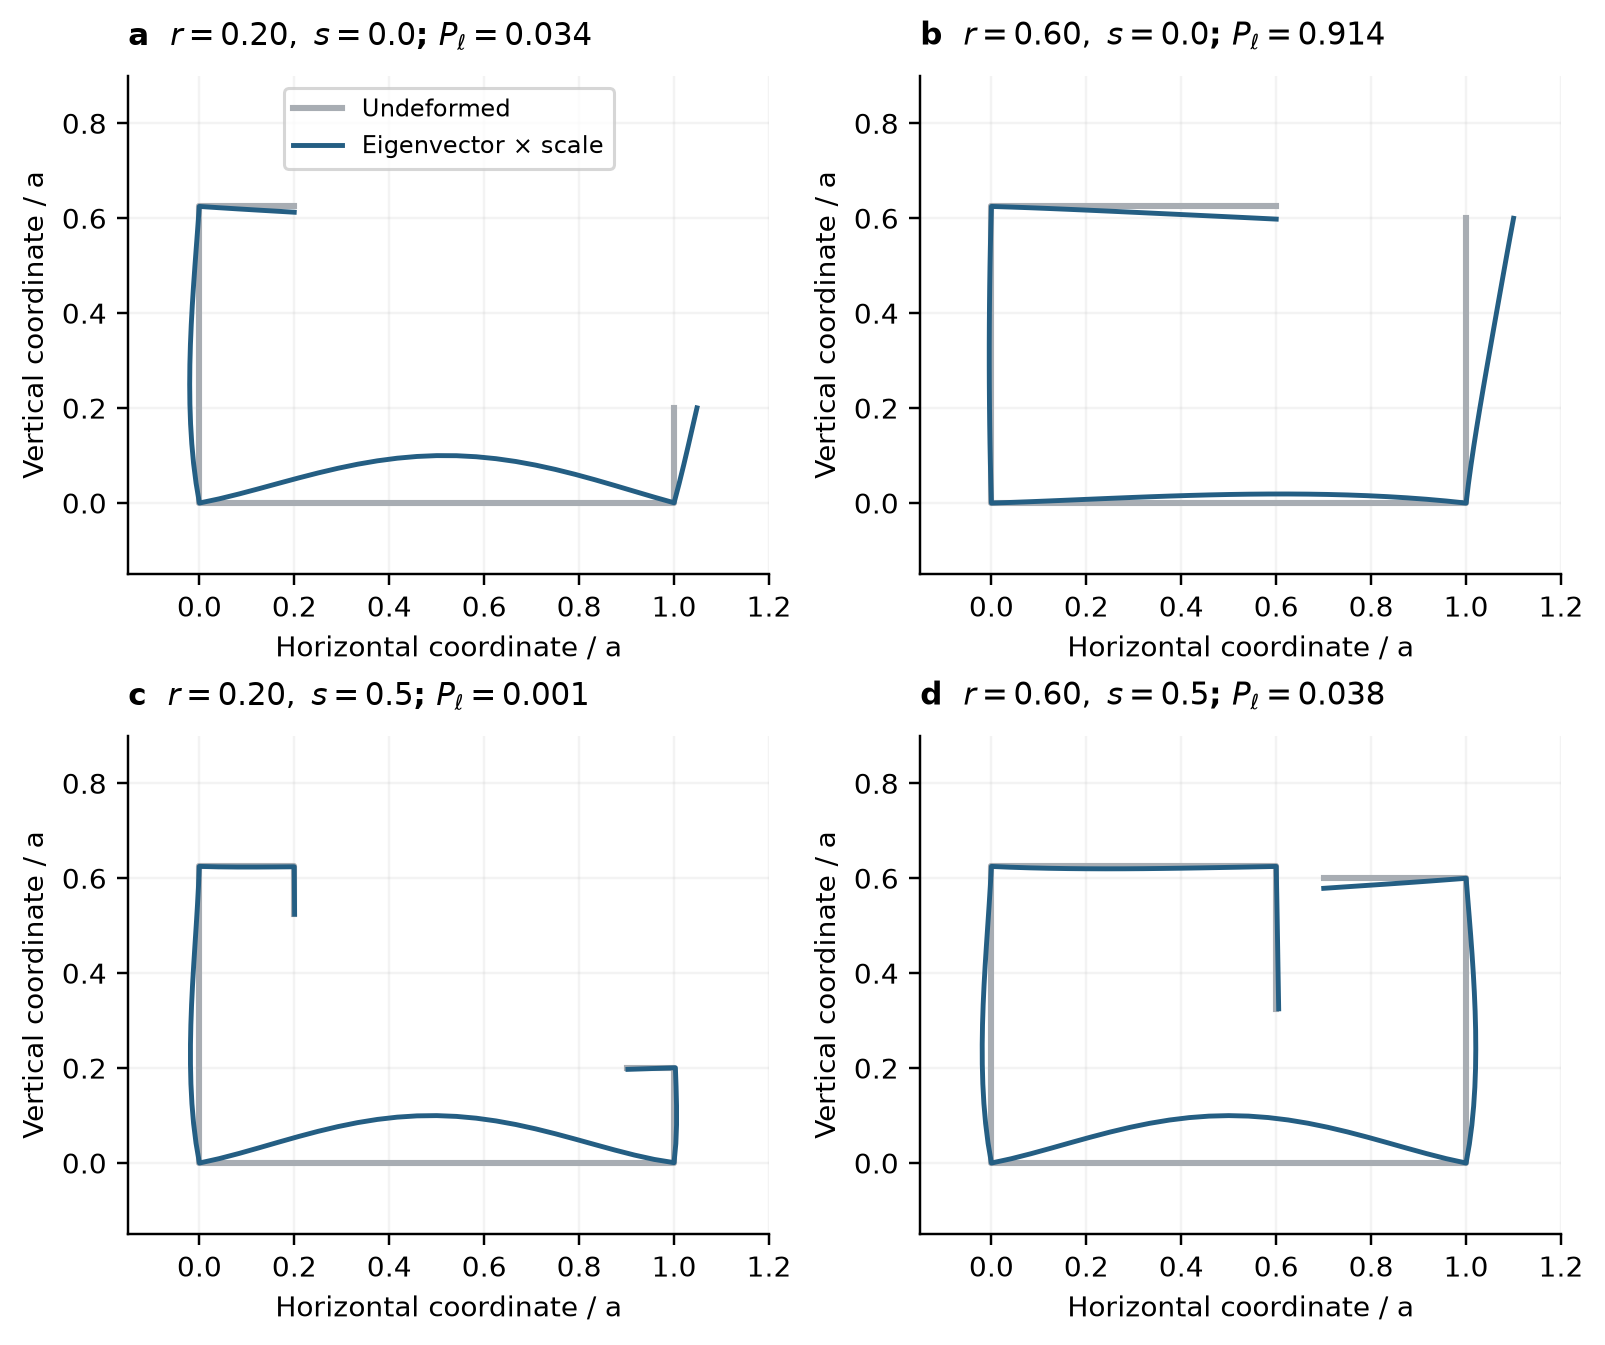 a r = 0.20, s = 0.0; Pℓ = 0.034
Undeformed
Eigenvector × scale
0.8
0.6
0.4
0.2
0.0
Vertical coordinate / a
0.0 0.2 0.4 0.6 0.8 1.0 1.2
Horizontal coordinate / a
b r = 0.60, s = 0.0; Pℓ = 0.914
0.8
0.6
0.4
0.2
0.0
Vertical coordinate / a
0.0 0.2 0.4 0.6 0.8 1.0 1.2
Horizontal coordinate / a
c r = 0.20, s = 0.5; Pℓ = 0.001
0.8
0.6
0.4
0.2
0.0
Vertical coordinate / a
0.0 0.2 0.4 0.6 0.8 1.0 1.2
Horizontal coordinate / a
d r = 0.60, s = 0.5; Pℓ = 0.038
0.8
0.6
0.4
0.2
0.0
Vertical coordinate / a
0.0 0.2 0.4 0.6 0.8 1.0 1.2
Horizontal coordinate / a